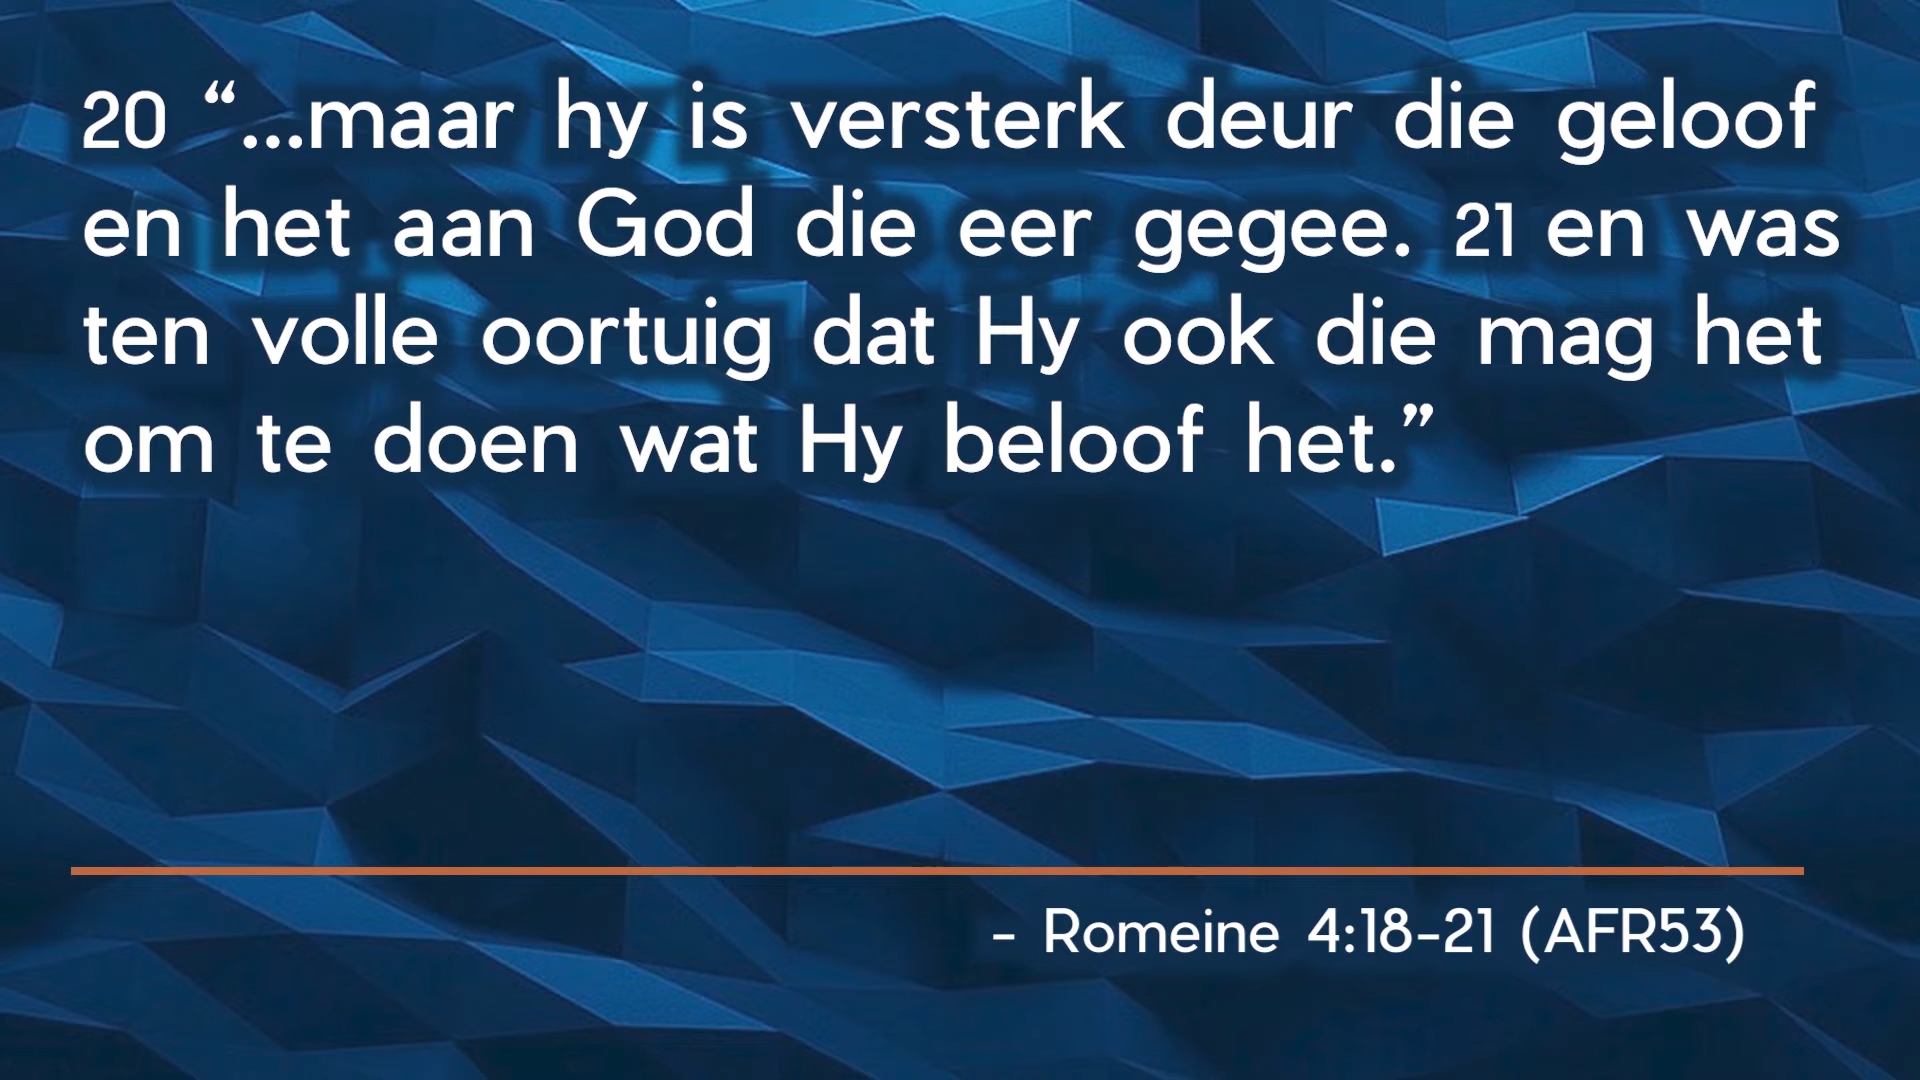 20 “...maar hy is versterk deur die geloof
en het aan God die eer gegee. 21 en was
ten volle oortuig dat Hy ook die mag het
om te doen wat Hy beloof het.”
- Romeine 4:18-21 (AFR53)